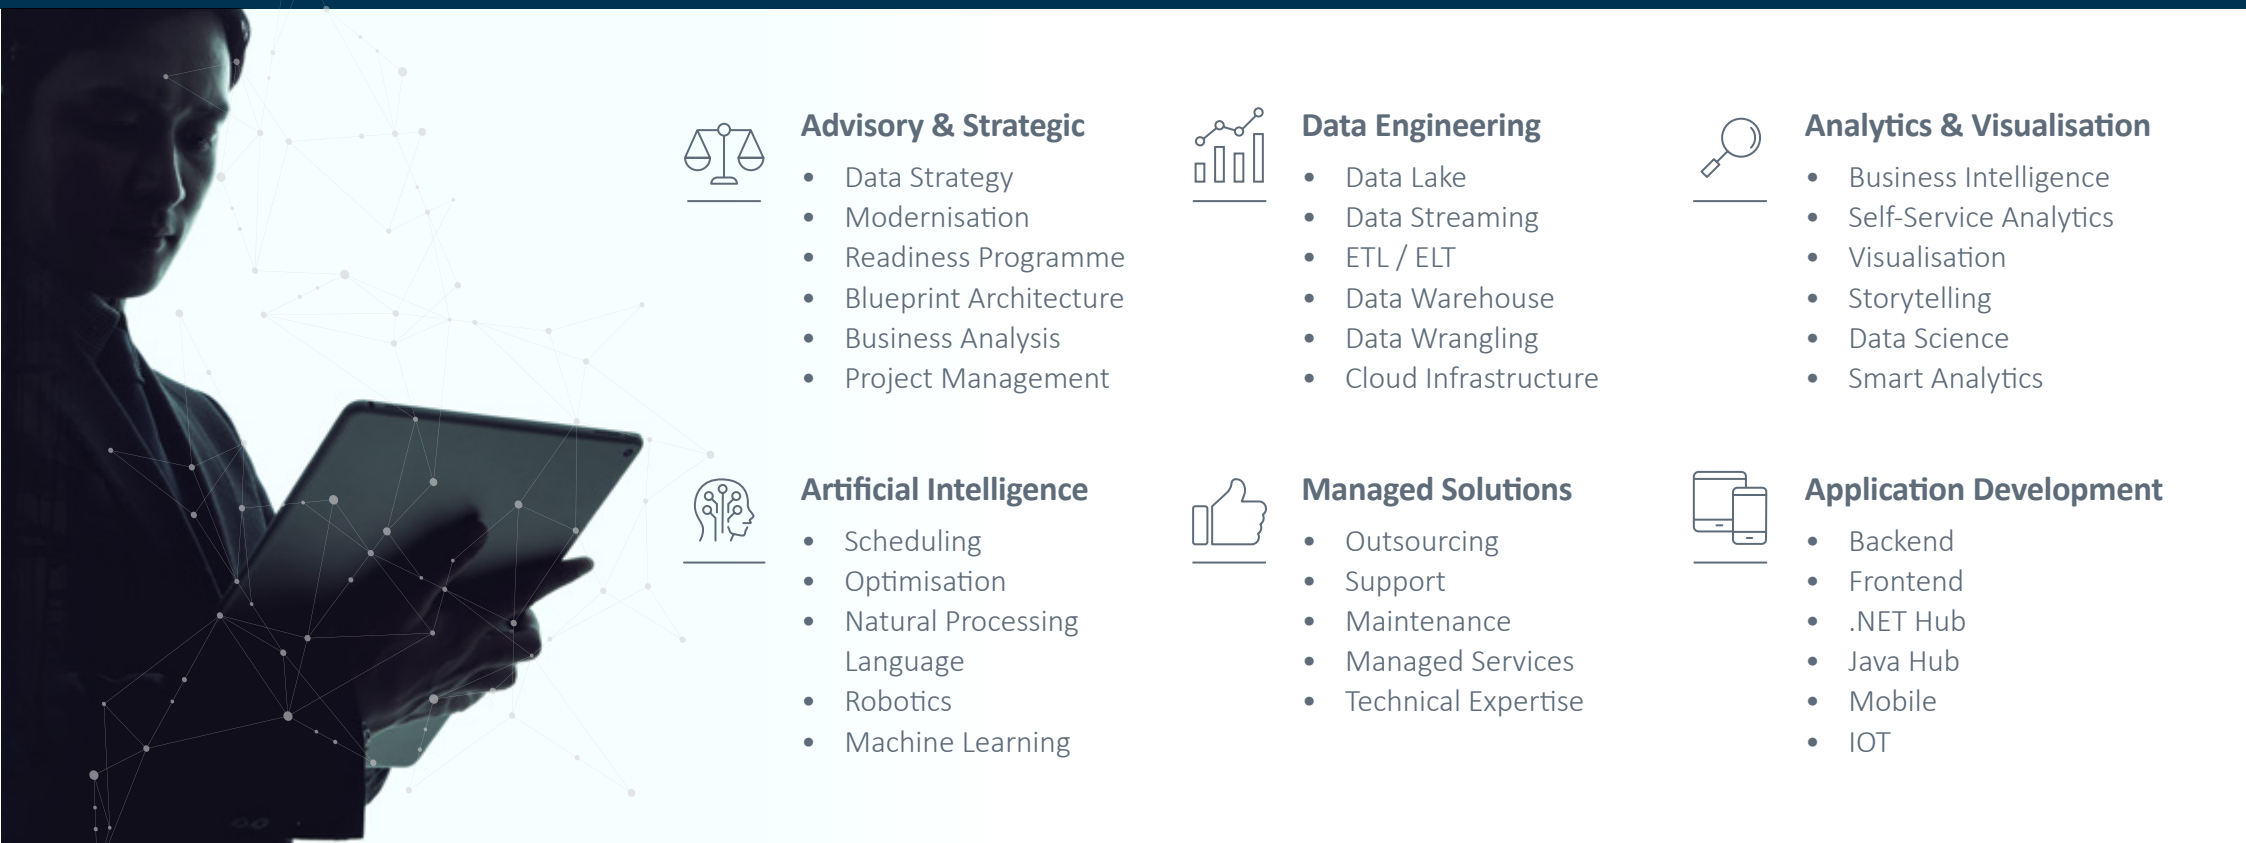 Advisory & Strategic
• Data Strategy
• Modernisation
• Readiness Programme
• Blueprint Architecture
• Business Analysis
• Project Management
Data Engineering
• Data Lake
• Data Streaming
• ETL / ELT
• Data Warehouse
• Data Wrangling
• Cloud Infrastructure
Analytics & Visualisation
• Business Intelligence
• Self-Service Analytics
• Visualisation
• Storytelling
• Data Science
• Smart Analytics
Artificial Intelligence
• Scheduling
• Optimisation
• Natural Processing
Language
• Robotics
• Machine Learning
Managed Solutions
• Outsourcing
• Support
• Maintenance
• Managed Services
• Technical Expertise
Application Development
• Backend
• Frontend
• .NET Hub
• Java Hub
• Mobile
• IOT